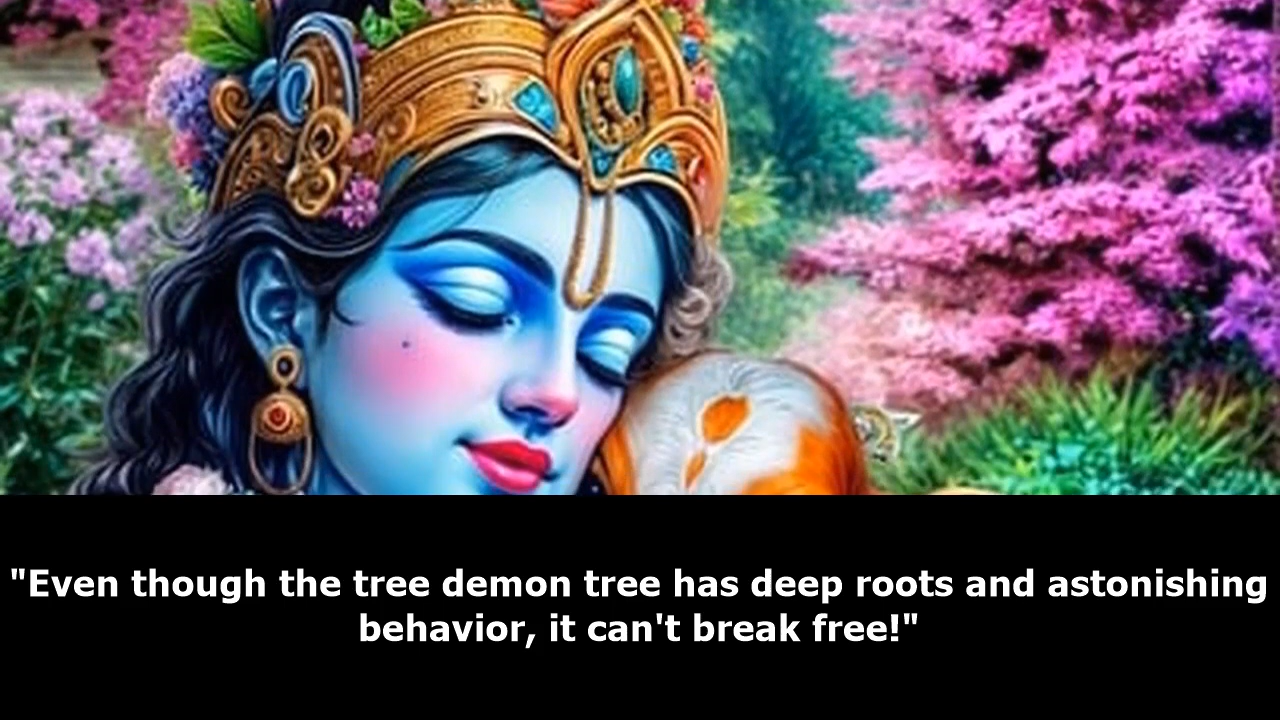 "Even though the tree demon tree has deep roots and astonishing
behavior, it can't break free!"